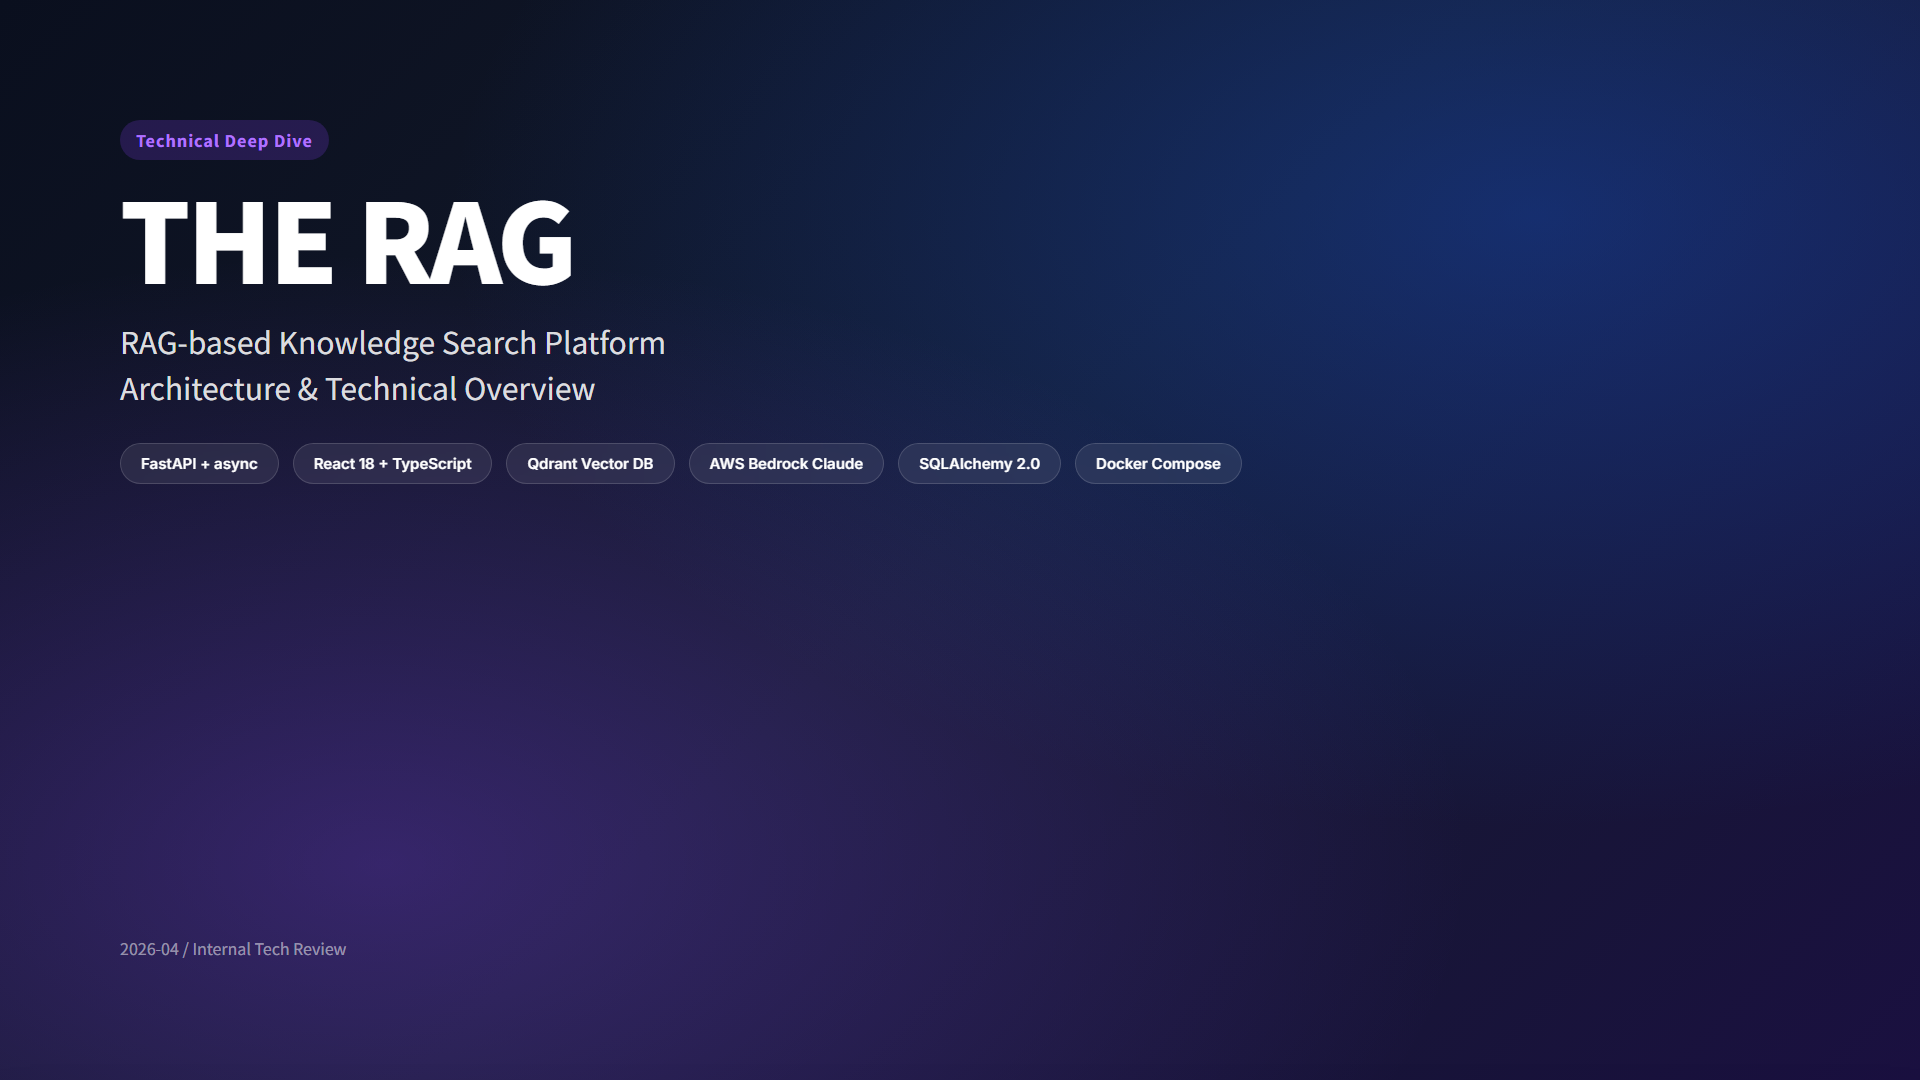 Technical Deep Dive
THE RAG
RAG-based Knowledge Search Platform
Architecture & Technical Overview
FastAPI + async
React 18 + TypeScript
Qdrant Vector DB
AWS Bedrock Claude
SQLAlchemy 2.0
Docker Compose
2026-04 / Internal Tech Review